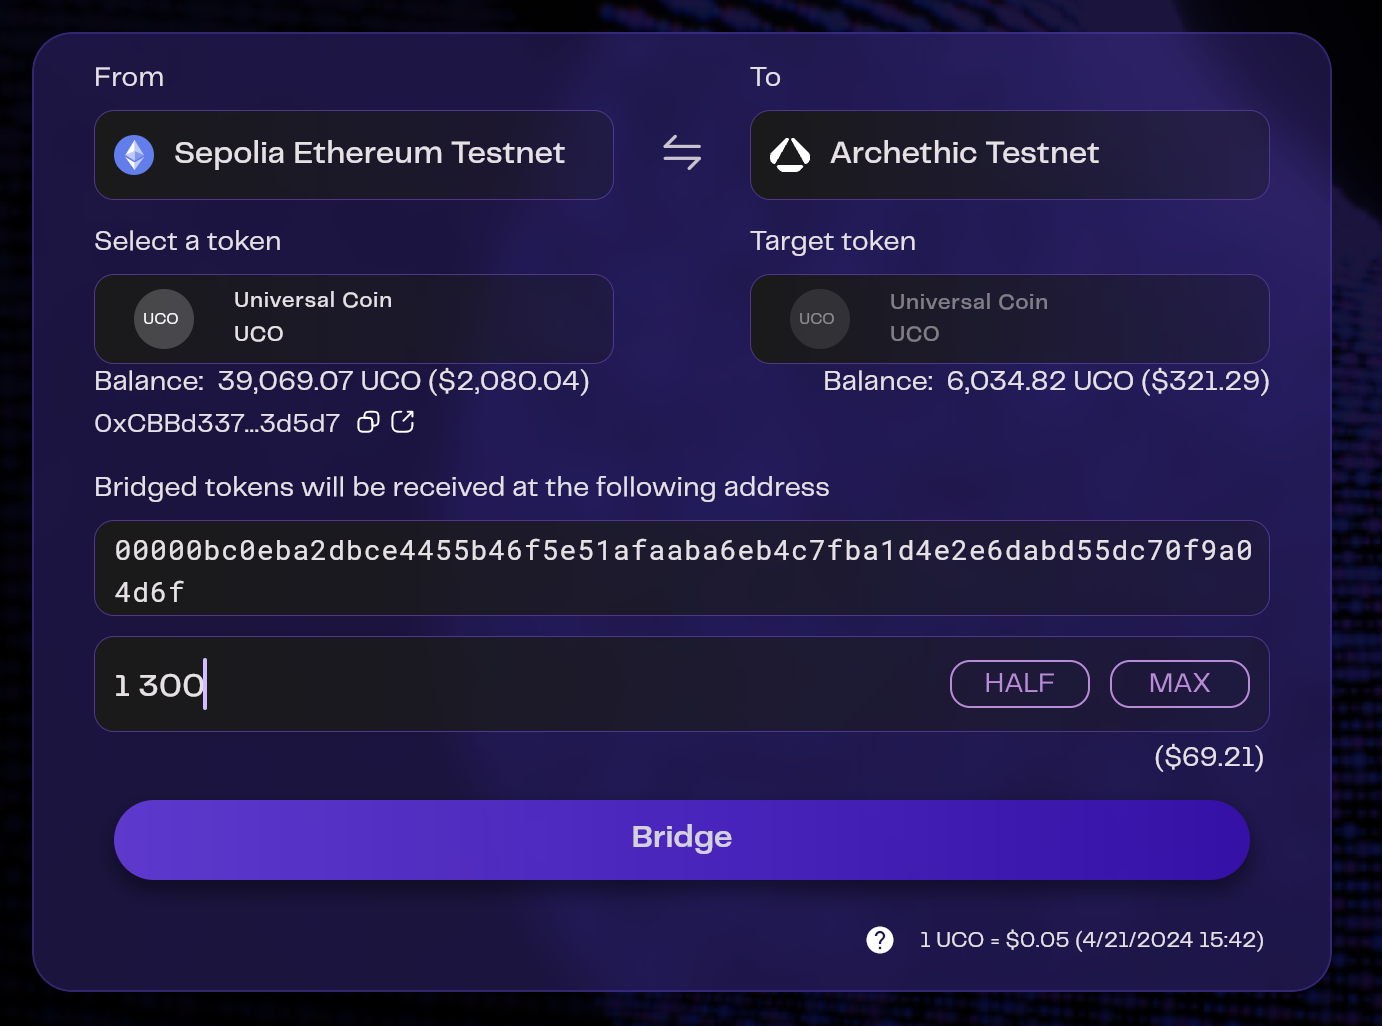 From
To
Sepolia Ethereum Testnet
Archethic Testnet
Select a token
Target token
UCO
Universal Coin
UCO
UCO
Universal Coin
UCO
Balance: 39,069.07 UCO ($2,080.04)
Balance: 6,034.82 UCO ($321.29)
0xCBBd337...3d5d7
Bridged tokens will be received at the following address
00000bc0eba2dbce4455b46f5e51afaaba6eb4c7fba1d4e2e6dabd55dc70f9a0
4d6f
1 300
HALF
MAX
($69.21)
Bridge
? 1 UCO = $0.05 (4/21/2024 15:42)